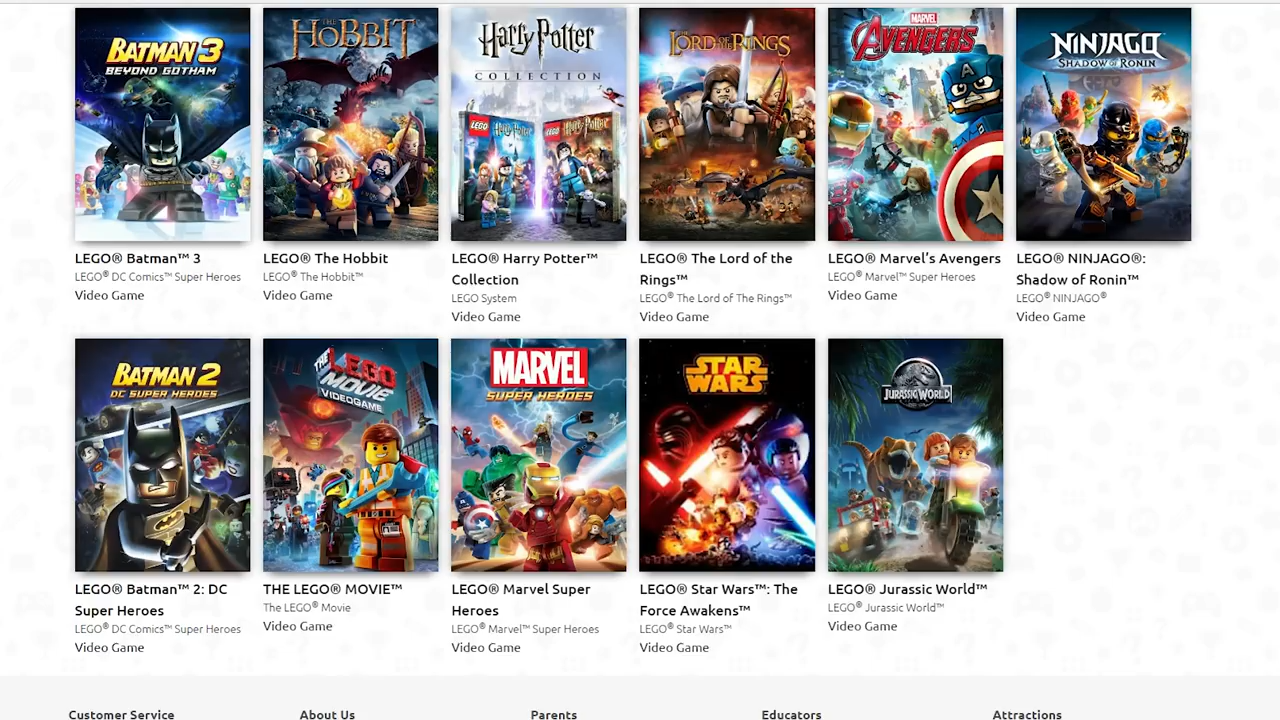 BATMAN 3
BEYOND GOTHAM
THE
HOBBIT
Harry Potter
COLLECTION
LEGO Harry Potter
LEGO Harry Potter
THE
LORD OF THE RINGS
MARVEL
AVENGERS
NINJAGO
SHADOW OF RONIN
LEGO® Batman™ 3
LEGO® DC Comics™ Super Heroes
Video Game
LEGO® The Hobbit
LEGO® The Hobbit™
Video Game
LEGO® Harry Potter™
Collection
LEGO System
Video Game
LEGO® The Lord of the
Rings™
LEGO® The Lord of The Rings™
Video Game
LEGO® Marvel’s Avengers
LEGO® Marvel™ Super Heroes
Video Game
LEGO® NINJAGO®:
Shadow of Ronin™
LEGO® NINJAGO®
Video Game
BATMAN 2
DC SUPER HEROES
THE LEGO
MOVIE
VIDEOGAME
MARVEL
SUPER HEROES
STAR
WARS
JURASSIC WORLD
LEGO® Batman™ 2: DC
Super Heroes
LEGO® DC Comics™ Super Heroes
Video Game
THE LEGO® MOVIE™
The LEGO® Movie
Video Game
LEGO® Marvel Super
Heroes
LEGO® Marvel™ Super Heroes
Video Game
LEGO® Star Wars™: The
Force Awakens™
LEGO® Star Wars™
Video Game
LEGO® Jurassic World™
LEGO® Jurassic World™
Video Game
Customer Service
About Us
Parents
Educators
Attractions